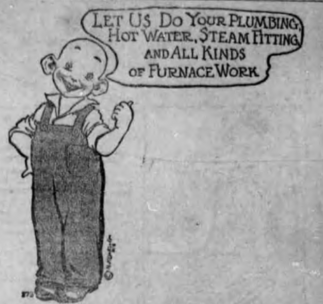 LET US DO YOUR PLUMBING,
HOT WATER, STEAM FITTING
AND ALL KINDS
OF FURNACE WORK